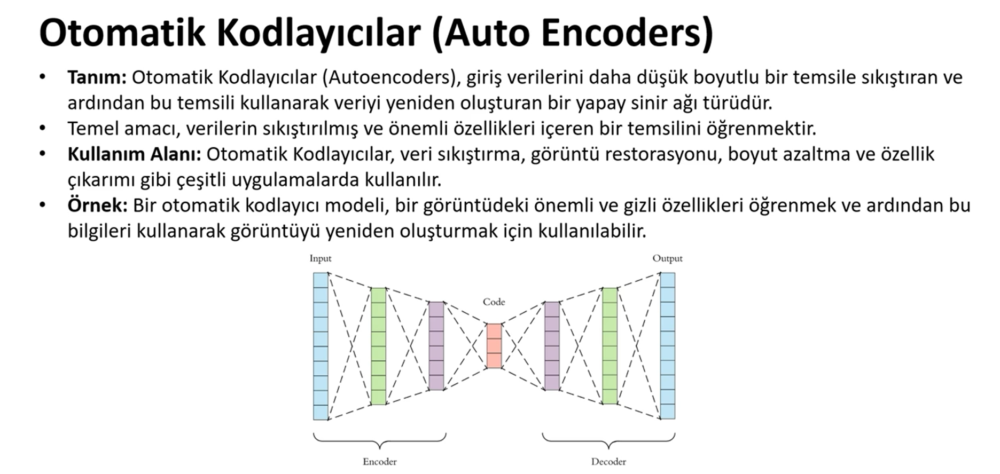 Otomatik Kodlayıcılar (Auto Encoders)
• Tanım: Otomatik Kodlayıcılar (Autoencoders), giriş verilerini daha düşük boyutlu bir temsile sıkıştıran ve
ardından bu temsili kullanarak veriyi yeniden oluşturan bir yapay sinir ağı türüdür.
• Temel amacı, verilerin sıkıştırılmış ve önemli özellikleri içeren bir temsilini öğrenmektir.
• Kullanım Alanı: Otomatik Kodlayıcılar, veri sıkıştırma, görüntü restorasyonu, boyut azaltma ve özellik
çıkarımı gibi çeşitli uygulamalarda kullanılır.
• Örnek: Bir otomatik kodlayıcı modeli, bir görüntüdeki önemli ve gizli özellikleri öğrenmek ve ardından bu
bilgileri kullanarak görüntüyü yeniden oluşturmak için kullanılabilir.
Input
Output
Code
Encoder
Decoder